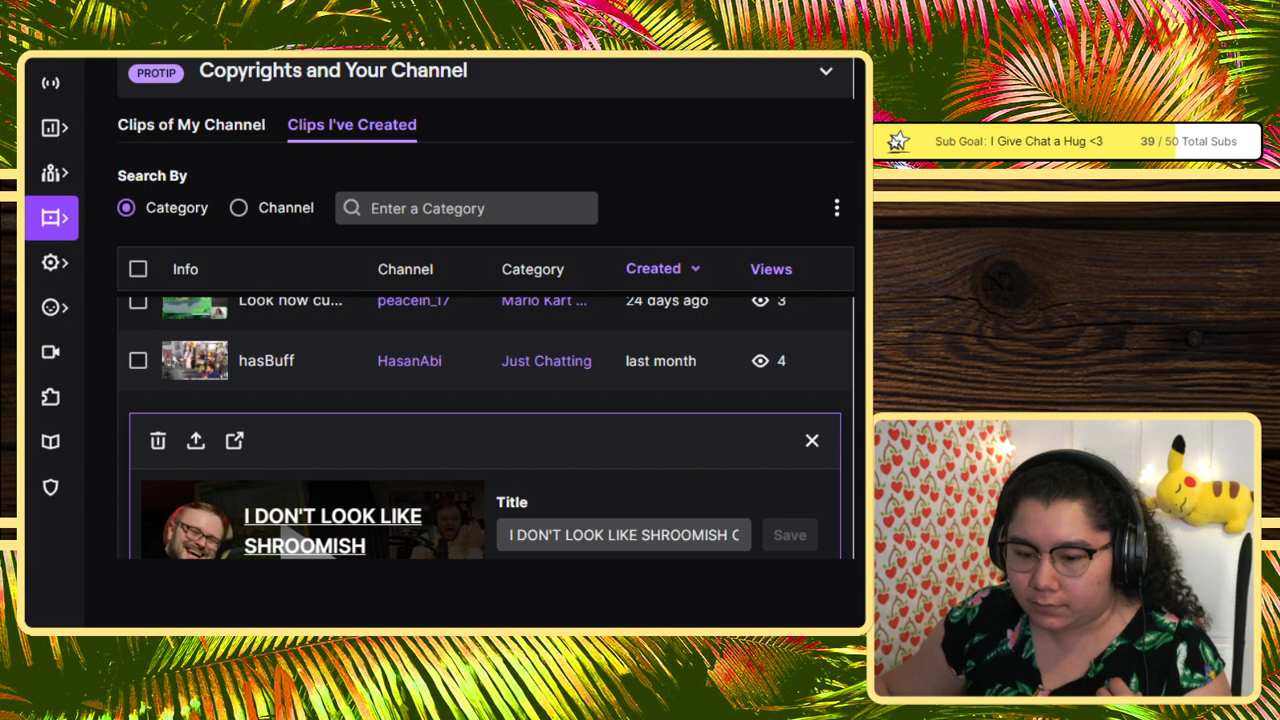 PROTIP Copyrights and Your Channel
Clips of My Channel Clips I've Created
Search By
Category Channel Enter a Category
Info Channel Category Created Views
Look how cu... peacein_17 Mario Kart ... 24 days ago 3
hasBuff HasanAbi Just Chatting last month 4
I DON'T LOOK LIKE
SHROOMISH
Title
I DON'T LOOK LIKE SHROOMISH C
Save
Sub Goal: I Give Chat a Hug <3 39 / 50 Total Subs